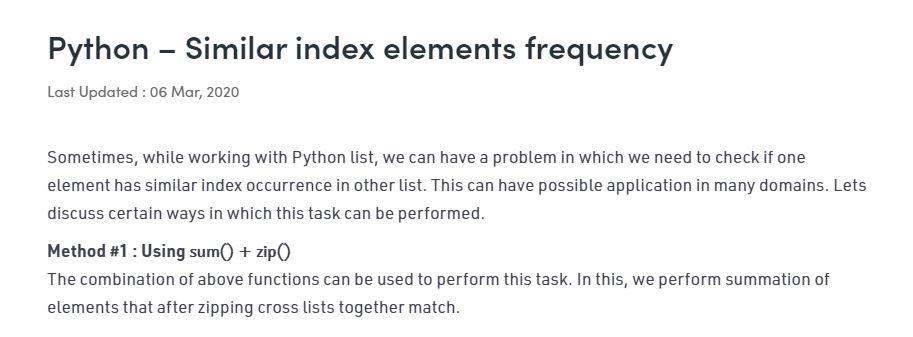 Python – Similar index elements frequency
Last Updated : 06 Mar, 2020
Sometimes, while working with Python list, we can have a problem in which we need to check if one
element has similar index occurrence in other list. This can have possible application in many domains. Lets
discuss certain ways in which this task can be performed.
Method #1 : Using sum() + zip()
The combination of above functions can be used to perform this task. In this, we perform summation of
elements that after zipping cross lists together match.